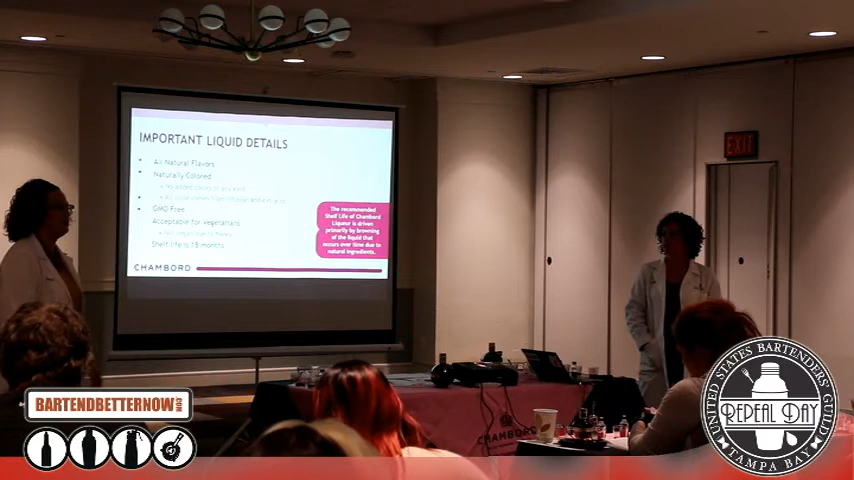 IMPORTANT LIQUID DETAILS
All Natural Flavors
Naturally Colored
GMO Free
Acceptable for Vegetarians
Shelf life is 18 months
The recommended
Shelf Life of Chambord
Liqueur is driven
primarily by browning
of the liquid that
occurs over time due to
natural ingredients.
CHAMBORD
EXIT
CHAMBORD
BARTENDBETTERNOW.COM
UNITED STATES BARTENDERS' GUILD
REPEAL DAY
TAMPA BAY